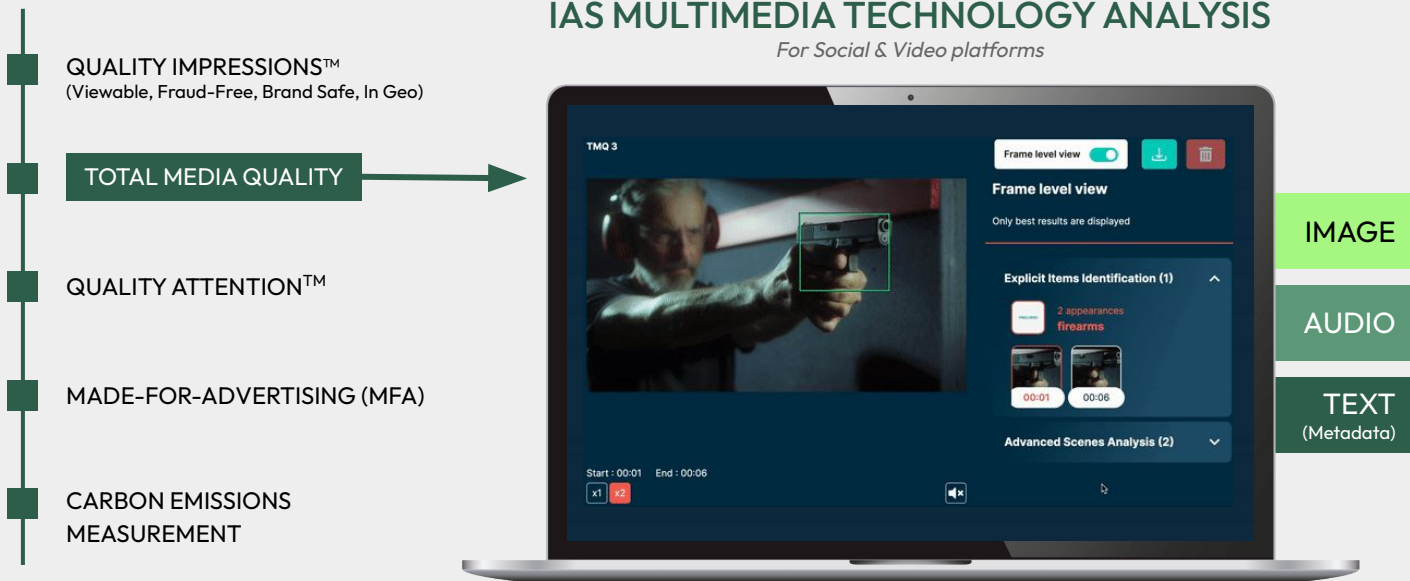 IAS MULTIMEDIA TECHNOLOGY ANALYSIS
For Social & Video platforms
QUALITY IMPRESSIONS™
(Viewable, Fraud-Free, Brand Safe, In Geo)
TOTAL MEDIA QUALITY
QUALITY ATTENTION™
MADE-FOR-ADVERTISING (MFA)
CARBON EMISSIONS
MEASUREMENT
TMQ 3
Frame level view
Frame level view
Only best results are displayed
Explicit Items Identification (1)
2 appearances
firearms
00:01 00:06
Advanced Scenes Analysis (2)
Start : 00:01 End : 00:06
x1 x2
IMAGE
AUDIO
TEXT
(Metadata)